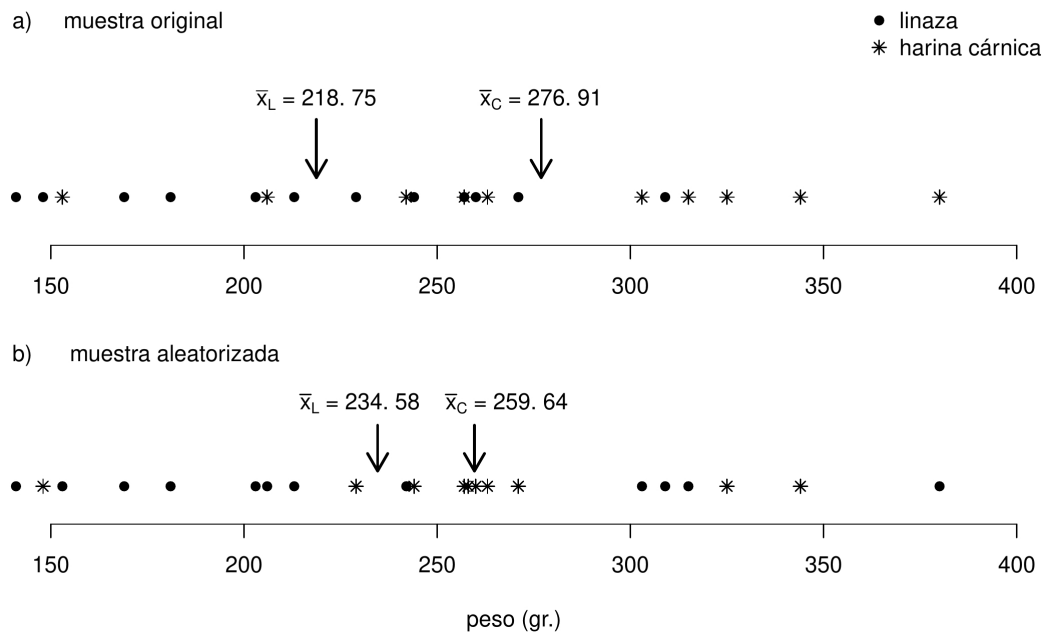 a) muestra original
linaza
harina cárnica
x̄L = 218. 75
x̄C = 276. 91
150 200 250 300 350 400
b) muestra aleatorizada
x̄L = 234. 58
x̄C = 259. 64
150 200 250 300 350 400
peso (gr.)